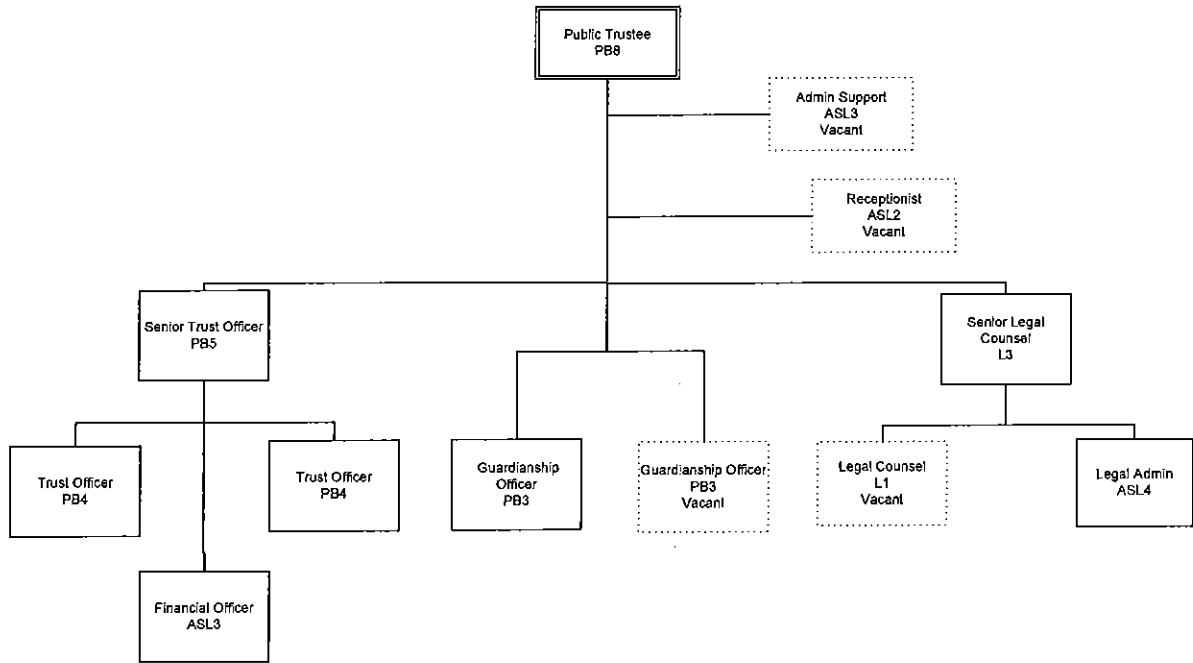 Public Trustee
PB8
Admin Support
ASL3
Vacant
Receptionist
ASL2
Vacant
Senior Trust Officer
PB5
Senior Legal
Counsel
L3
Trust Officer
PB4
Trust Officer
PB4
Guardianship
Officer
PB3
Guardianship Officer
PB3
Vacant
Legal Counsel
L1
Vacant
Legal Admin
ASL4
Financial Officer
ASL3